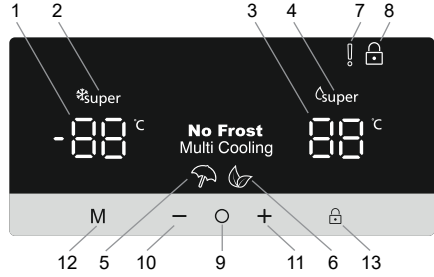 1 2 3 4 7 8
super super
-88 °C 88 °C
No Frost
Multi Cooling
M − O +
12 5 10 9 11 6 13